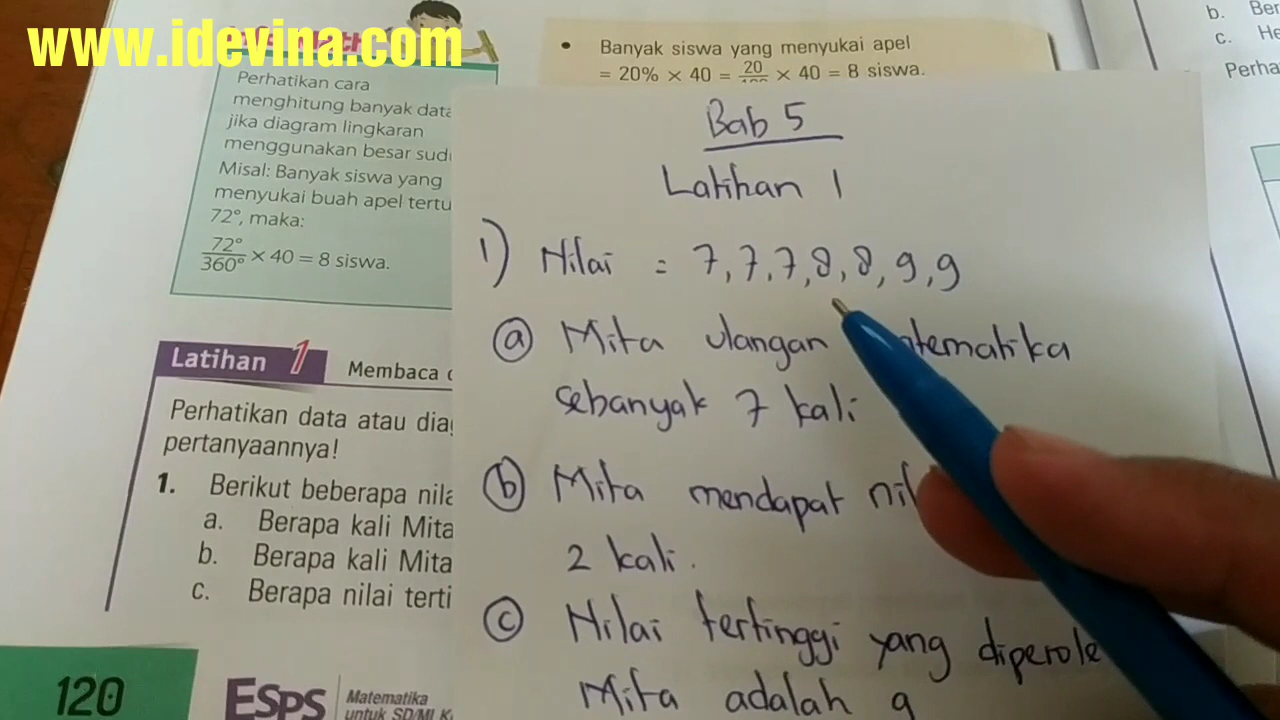 www.idevina.com
Perhatikan cara
menghitung banyak data
jika diagram lingkaran
menggunakan besar sudu
Misal: Banyak siswa yang
menyukai buah apel tertu
72°, maka:
72°/360° × 40 = 8 siswa.
• Banyak siswa yang menyukai apel
= 20% × 40 = 20/100 × 40 = 8 siswa.
b. Ber
c. He
Perha
Bab 5
Latihan 1
1) Nilai = 7, 7, 7, 8, 8, 9, 9
ⓐ Mita ulangan matematika
sebanyak 7 kali
ⓑ Mita mendapat nil
2 kali.
ⓒ Nilai tertinggi yang diperole
Mita adalah 9
Latihan 1 Membaca d
Perhatikan data atau diag
pertanyaannya!
1. Berikut beberapa nila
a. Berapa kali Mita
b. Berapa kali Mita
c. Berapa nilai terti
120
ESPS
Matematika
untuk SD/MI K